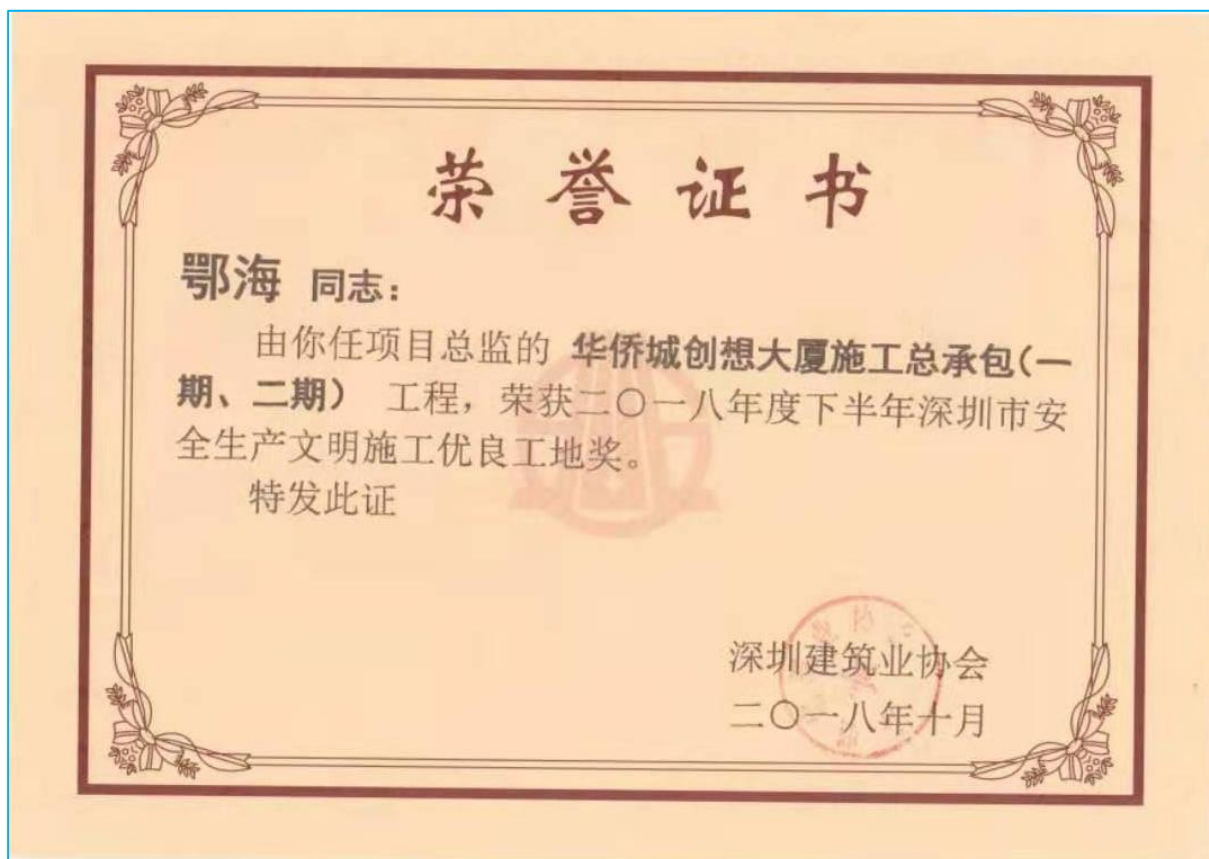 荣誉证书
鄂海 同志：
由你任项目总监的 华侨城创想大厦施工总承包(一
期、二期） 工程，荣获二〇一八年度下半年深圳市安
全生产文明施工优良工地奖。
特发此证
深圳建筑业协会
二〇一八年十月